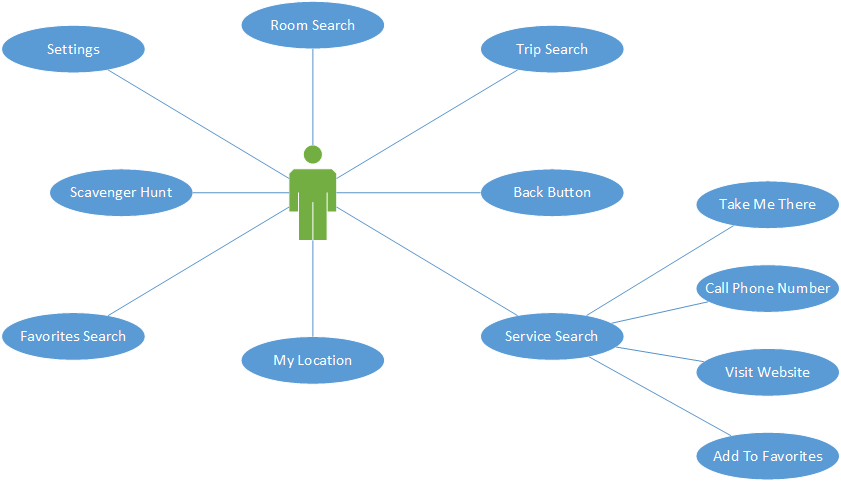 Room Search
Settings
Trip Search
Scavenger Hunt
Back Button
Take Me There
Call Phone Number
Favorites Search
Service Search
My Location
Visit Website
Add To Favorites